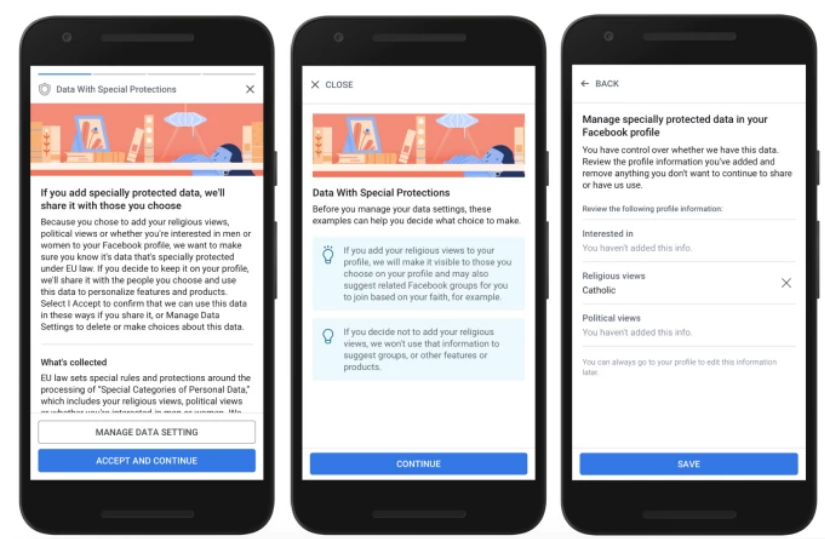 Data With Special Protections
If you add specially protected data, we'll
share it with those you choose
Because you chose to add your religious views,
political views or whether you're interested in men or
women to your Facebook profile, we want to make
sure you know it's data that's specially protected
under EU law. If you decide to keep it on your profile,
we'll share it with the people you choose and use
this data to personalize features and products.
Select I Accept to confirm that we can use this data
in these ways if you share it, or Manage Data
Settings to delete or make choices about this data.
What's collected
EU law sets special rules and protections around the
processing of "Special Categories of Personal Data,"
which includes your religious views, political views
or whether you're interested in men or women. We
MANAGE DATA SETTING
ACCEPT AND CONTINUE
CLOSE
Data With Special Protections
Before you manage your data settings, these
examples can help you decide what choice to make.
If you add your religious views to your
profile, we will make it visible to those you
choose on your profile and may also
suggest related Facebook groups for you
to join based on your faith, for example.
If you decide not to add your religious
views, we won't use that information to
suggest groups, or other features or
products.
CONTINUE
BACK
Manage specially protected data in your
Facebook profile
You have control over whether we have this data.
Review the profile information you've added and
remove anything you don't want to continue to share
or have us use.
Review the following profile information:
Interested in
You haven't added this info.
Religious views
Catholic
Political views
You haven't added this info.
You can always go to your profile to edit this information
later.
SAVE